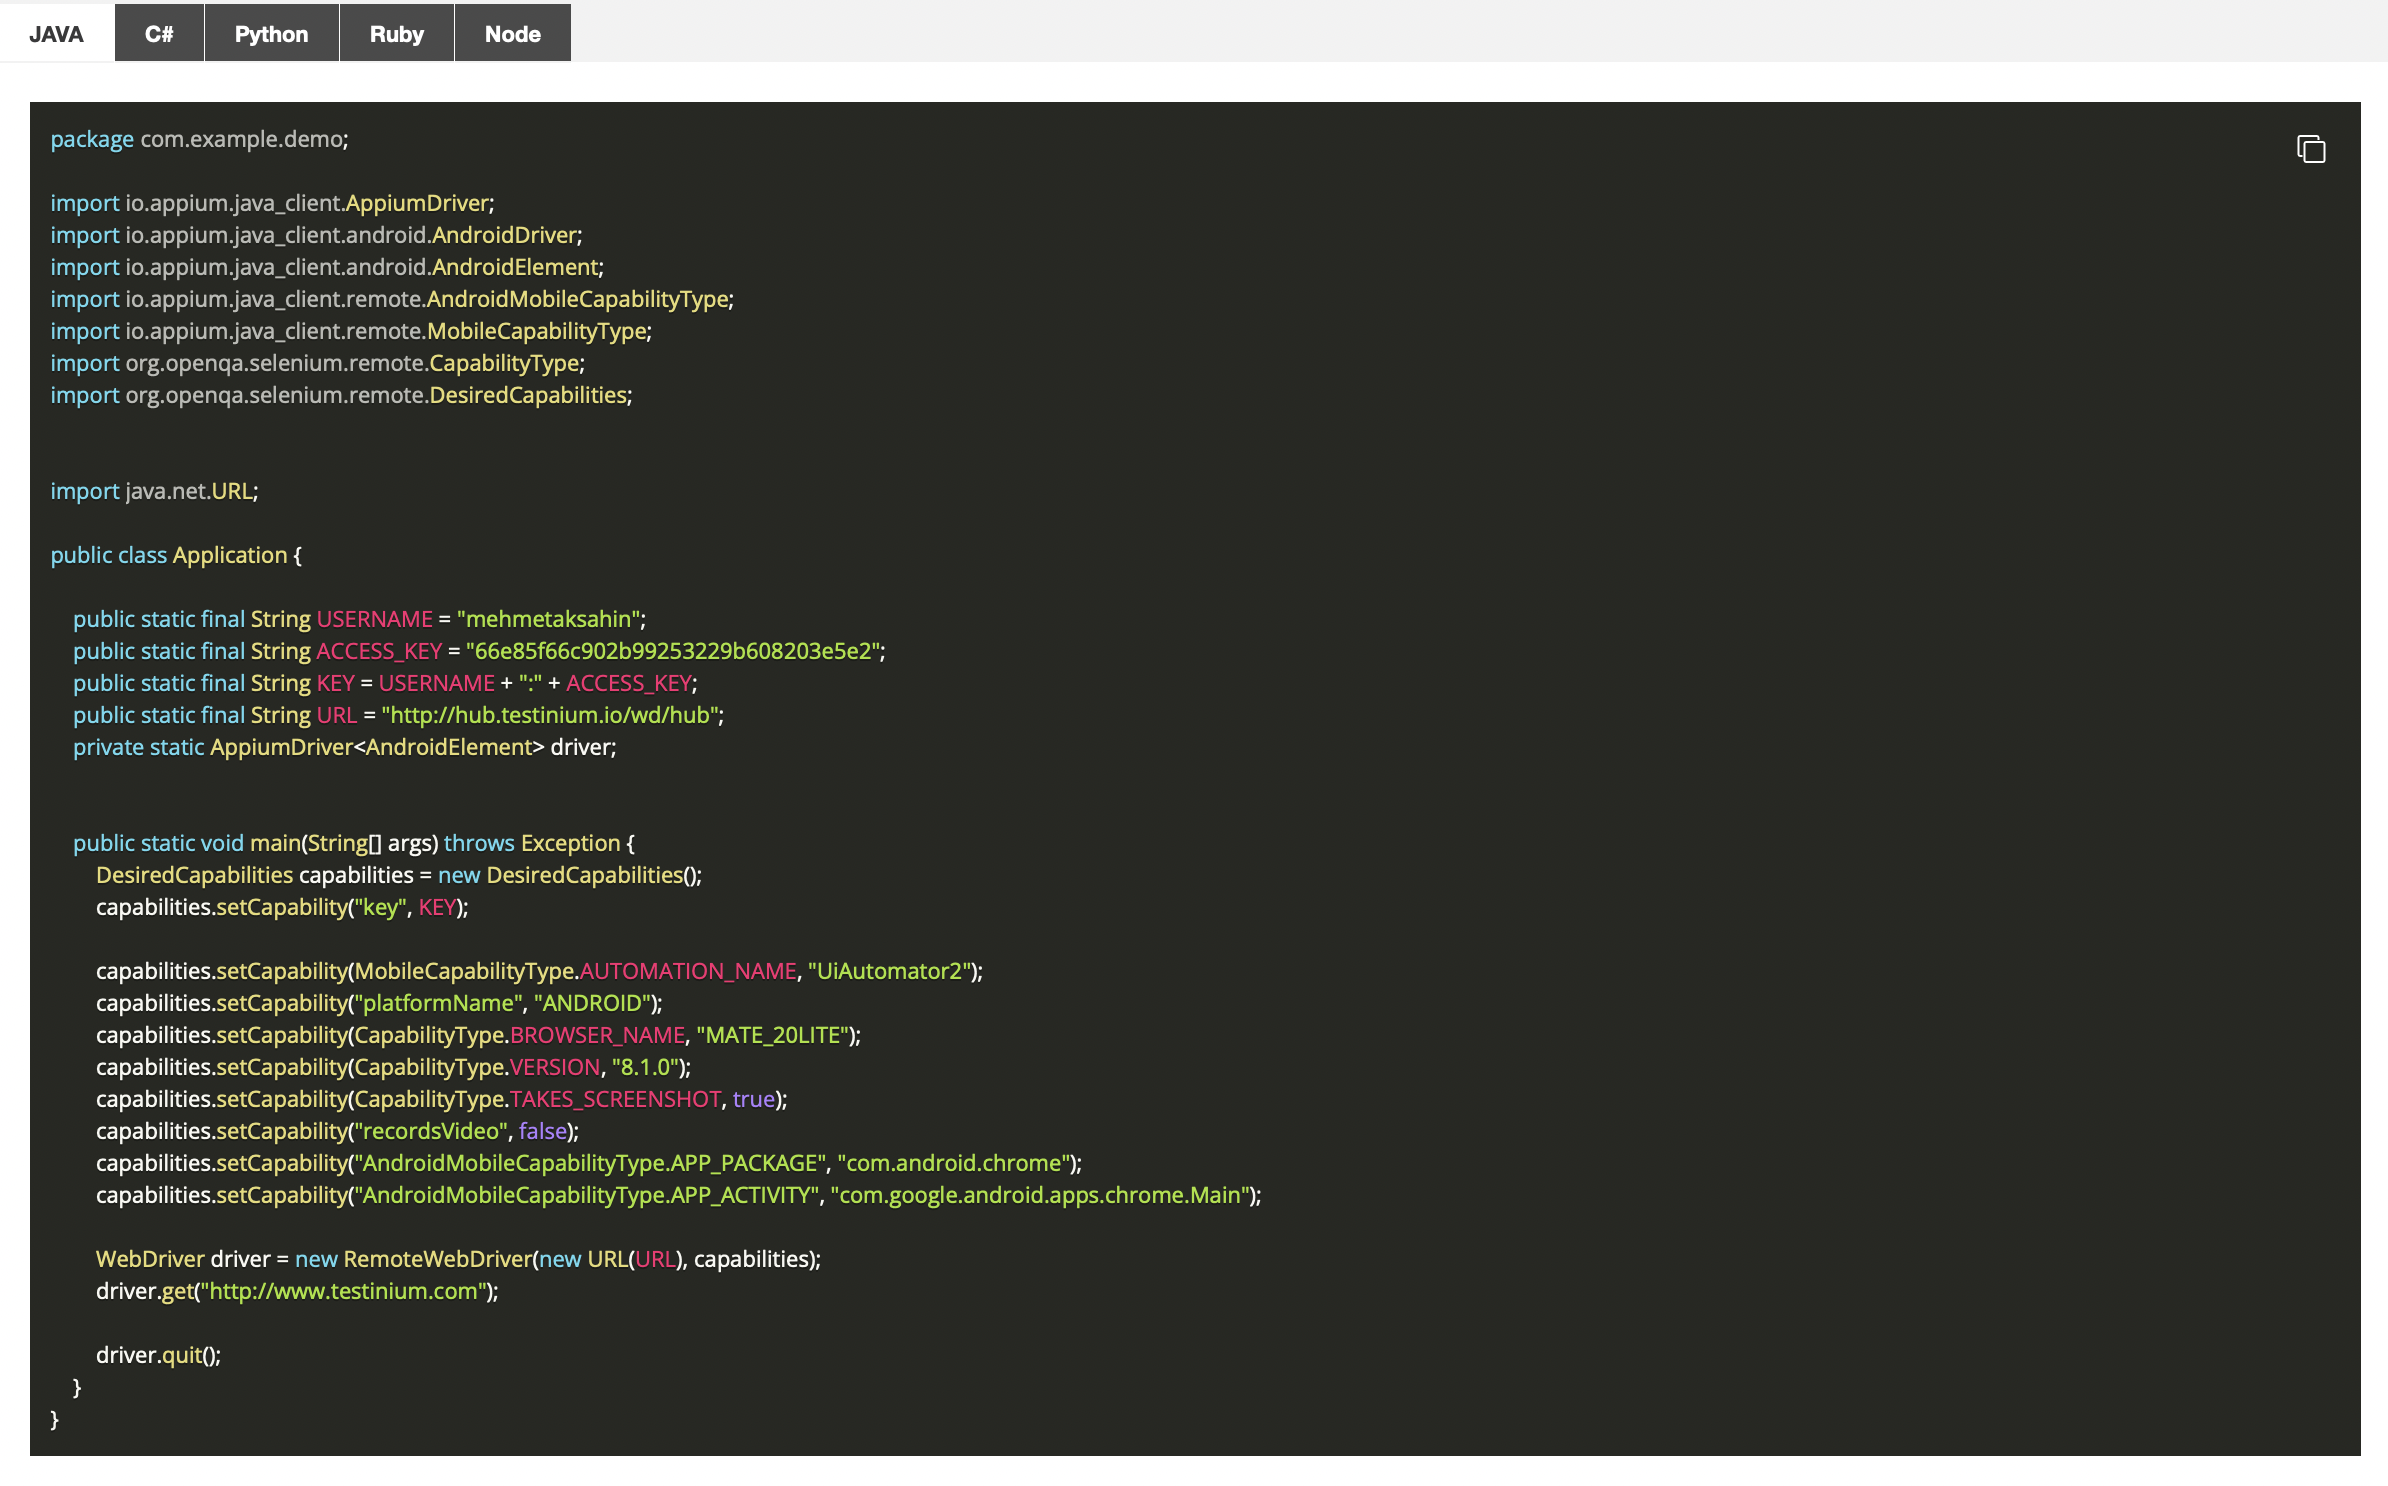 JAVA C# Python Ruby Node
package com.example.demo;
import io.appium.java_client.AppiumDriver;
import io.appium.java_client.android.AndroidDriver;
import io.appium.java_client.android.AndroidElement;
import io.appium.java_client.remote.AndroidMobileCapabilityType;
import io.appium.java_client.remote.MobileCapabilityType;
import org.openqa.selenium.remote.CapabilityType;
import org.openqa.selenium.remote.DesiredCapabilities;
import java.net.URL;
public class Application {
public static final String USERNAME = "mehmetaksahin";
public static final String ACCESS_KEY = "66e85f66c902b99253229b608203e5e2";
public static final String KEY = USERNAME + ":" + ACCESS_KEY;
public static final String URL = "http://hub.testinium.io/wd/hub";
private static AppiumDriver<AndroidElement> driver;
public static void main(String[] args) throws Exception {
DesiredCapabilities capabilities = new DesiredCapabilities();
capabilities.setCapability("key", KEY);
capabilities.setCapability(MobileCapabilityType.AUTOMATION_NAME, "UiAutomator2");
capabilities.setCapability("platformName", "ANDROID");
capabilities.setCapability(CapabilityType.BROWSER_NAME, "MATE_20LITE");
capabilities.setCapability(CapabilityType.VERSION, "8.1.0");
capabilities.setCapability(CapabilityType.TAKES_SCREENSHOT, true);
capabilities.setCapability("recordsVideo", false);
capabilities.setCapability("AndroidMobileCapabilityType.APP_PACKAGE", "com.android.chrome");
capabilities.setCapability("AndroidMobileCapabilityType.APP_ACTIVITY", "com.google.android.apps.chrome.Main");
WebDriver driver = new RemoteWebDriver(new URL(URL), capabilities);
driver.get("http://www.testinium.com");
driver.quit();
}
}